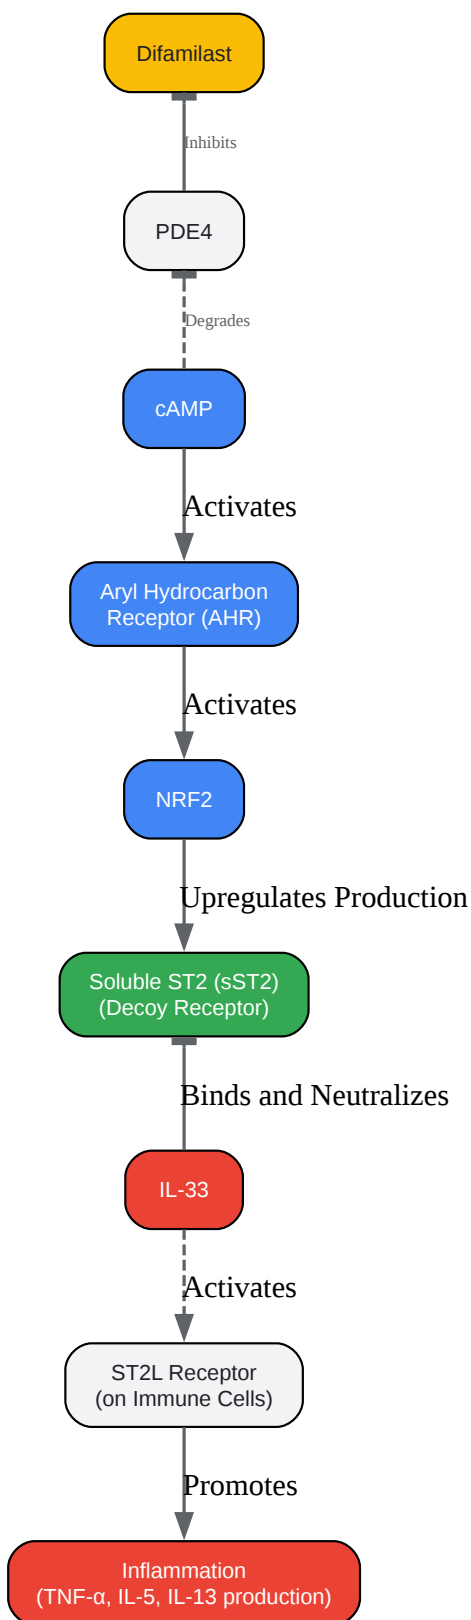 Difamilast
Inhibits
PDE4
Degrades
cAMP
Activates
Aryl Hydrocarbon
Receptor (AHR)
Activates
NRF2
Upregulates Production
Soluble ST2 (sST2)
(Decoy Receptor)
Binds and Neutralizes
IL-33
Activates
ST2L Receptor
(on Immune Cells)
Promotes
Inflammation
(TNF-α, IL-5, IL-13 production)